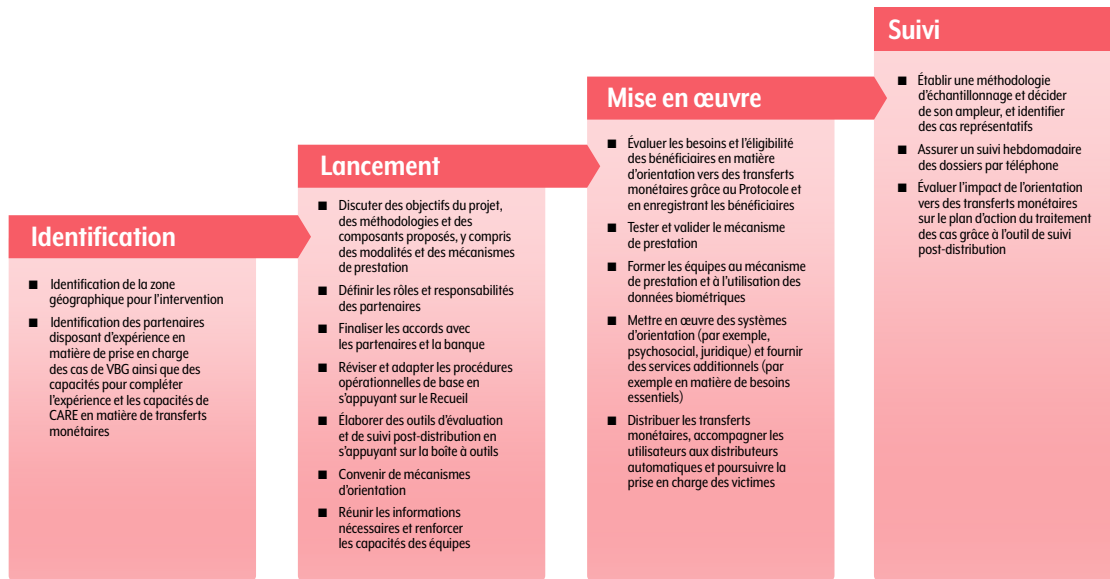 Identification
■ Identification de la zone
géographique pour l'intervention
■ Identification des partenaires
disposant d'expérience en
matière de prise en charge
des cas de VBG ainsi que des
capacités pour compléter
l'expérience et les capacités de
CARE en matière de transferts
monétaires
Lancement
■ Discuter des objectifs du projet,
des méthodologies et des
composants proposés, y compris
des modalités et des mécanismes
de prestation
■ Définir les rôles et responsabilités
des partenaires
■ Finaliser les accords avec
les partenaires et la banque
■ Réviser et adapter les procédures
opérationnelles de base en
s'appuyant sur le Recueil
■ Élaborer des outils d'évaluation
et de suivi post-distribution en
s'appuyant sur la boîte à outils
■ Convenir de mécanismes
d'orientation
■ Réunir les informations
nécessaires et renforcer
les capacités des équipes
Mise en œuvre
■ Évaluer les besoins et l'éligibilité
des bénéficiaires en matière
d'orientation vers des transferts
monétaires grâce au Protocole et
en enregistrant les bénéficiaires
■ Tester et valider le mécanisme
de prestation
■ Former les équipes au mécanisme
de prestation et à l'utilisation des
données biométriques
■ Mettre en œuvre des systèmes
d'orientation (par exemple,
psychosocial, juridique) et fournir
des services additionnels (par
exemple en matière de besoins
essentiels)
■ Distribuer les transferts
monétaires, accompagner les
utilisateurs aux distributeurs
automatiques et poursuivre la
prise en charge des victimes
Suivi
■ Établir une méthodologie
d'échantillonnage et décider
de son ampleur, et identifier
des cas représentatifs
■ Assurer un suivi hebdomadaire
des dossiers par téléphone
■ Évaluer l'impact de l'orientation
vers des transferts monétaires
sur le plan d'action du traitement
des cas grâce à l'outil de suivi
post-distribution